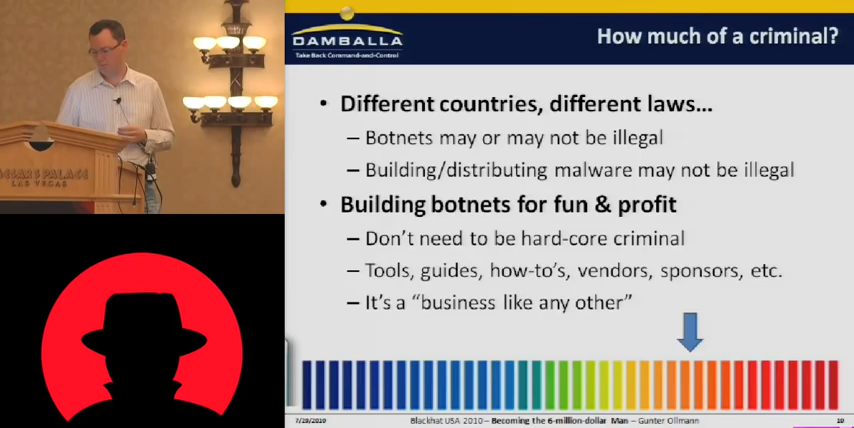 DAMBALLA
Take Back Command-and-Control
How much of a criminal?
• Different countries, different laws...
– Botnets may or may not be illegal
– Building/distributing malware may not be illegal
• Building botnets for fun & profit
– Don't need to be hard-core criminal
– Tools, guides, how-to's, vendors, sponsors, etc.
– It's a "business like any other"
CAESARS PALACE
LAS VEGAS
7/29/2010
Blackhat USA 2010 – Becoming the 6-million-dollar Man – Gunter Ollmann
10